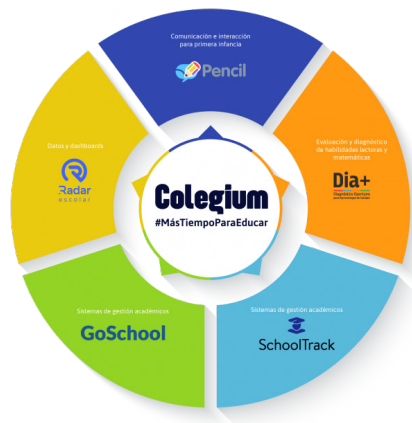 Comunicación e interacción
para primera infancia
Pencil
Datos y dashboards
Radar
escolar
Evaluación y diagnóstico
de habilidades lectoras y
matemáticas
Dia+
Colegium
#MásTiempoParaEducar
Sistemas de gestión académicos
GoSchool
Sistemas de gestión académicos
SchoolTrack